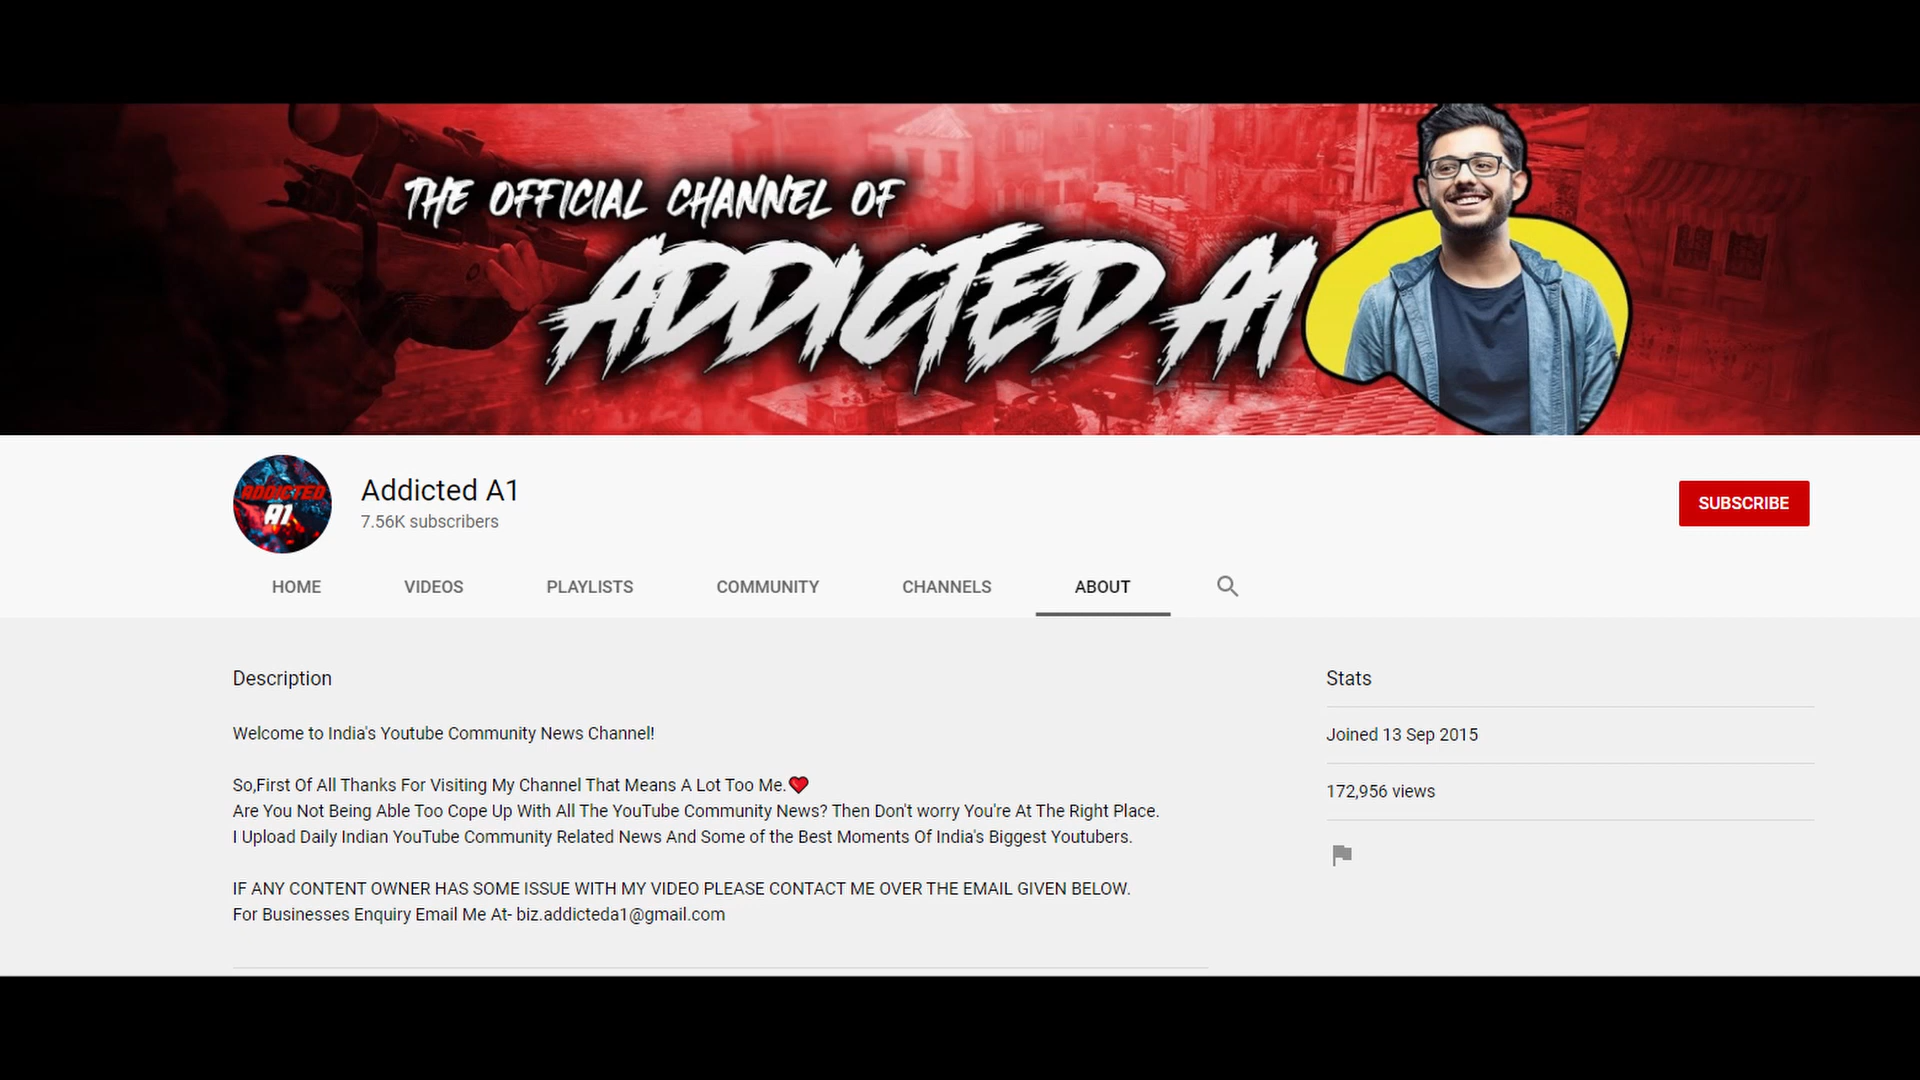 THE OFFICIAL CHANNEL OF
ADDICTED A1
ADDICTED
A1
Addicted A1
7.56K subscribers
SUBSCRIBE
HOME VIDEOS PLAYLISTS COMMUNITY CHANNELS ABOUT
Description
Welcome to India's Youtube Community News Channel!
So,First Of All Thanks For Visiting My Channel That Means A Lot Too Me.❤️
Are You Not Being Able Too Cope Up With All The YouTube Community News? Then Don't worry You're At The Right Place.
I Upload Daily Indian YouTube Community Related News And Some of the Best Moments Of India's Biggest Youtubers.
IF ANY CONTENT OWNER HAS SOME ISSUE WITH MY VIDEO PLEASE CONTACT ME OVER THE EMAIL GIVEN BELOW.
For Businesses Enquiry Email Me At- biz.addicteda1@gmail.com
Stats
Joined 13 Sep 2015
172,956 views